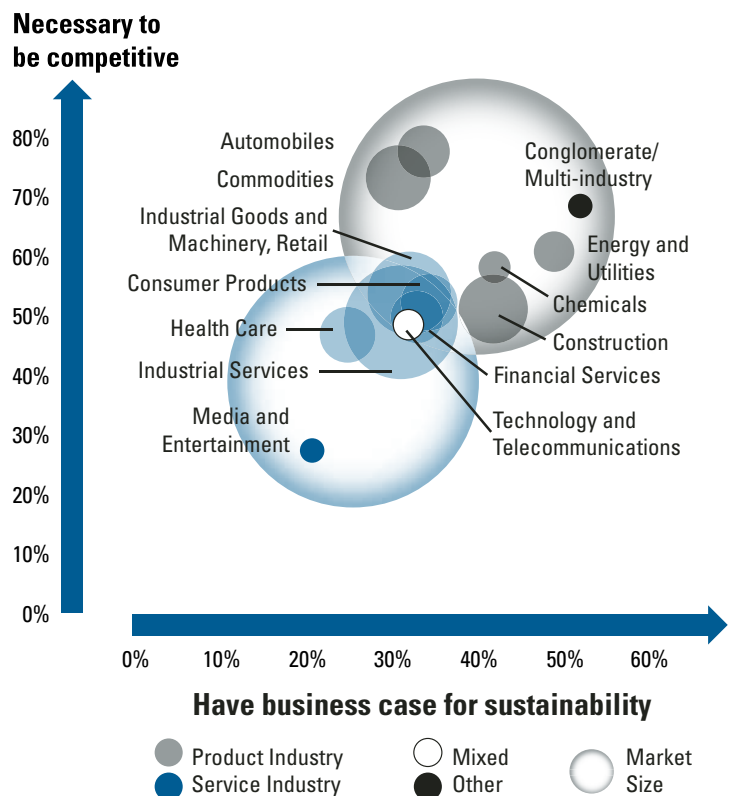 Necessary to
be competitive
80%
70%
60%
50%
40%
30%
20%
10%
0%
Automobiles
Commodities
Industrial Goods and
Machinery, Retail
Consumer Products
Health Care
Industrial Services
Media and
Entertainment
Conglomerate/
Multi-industry
Energy and
Utilities
Chemicals
Construction
Financial Services
Technology and
Telecommunications
0%
10%
20%
30%
40%
50%
60%
Have business case for sustainability
Product Industry
Service Industry
Mixed
Other
Market
Size